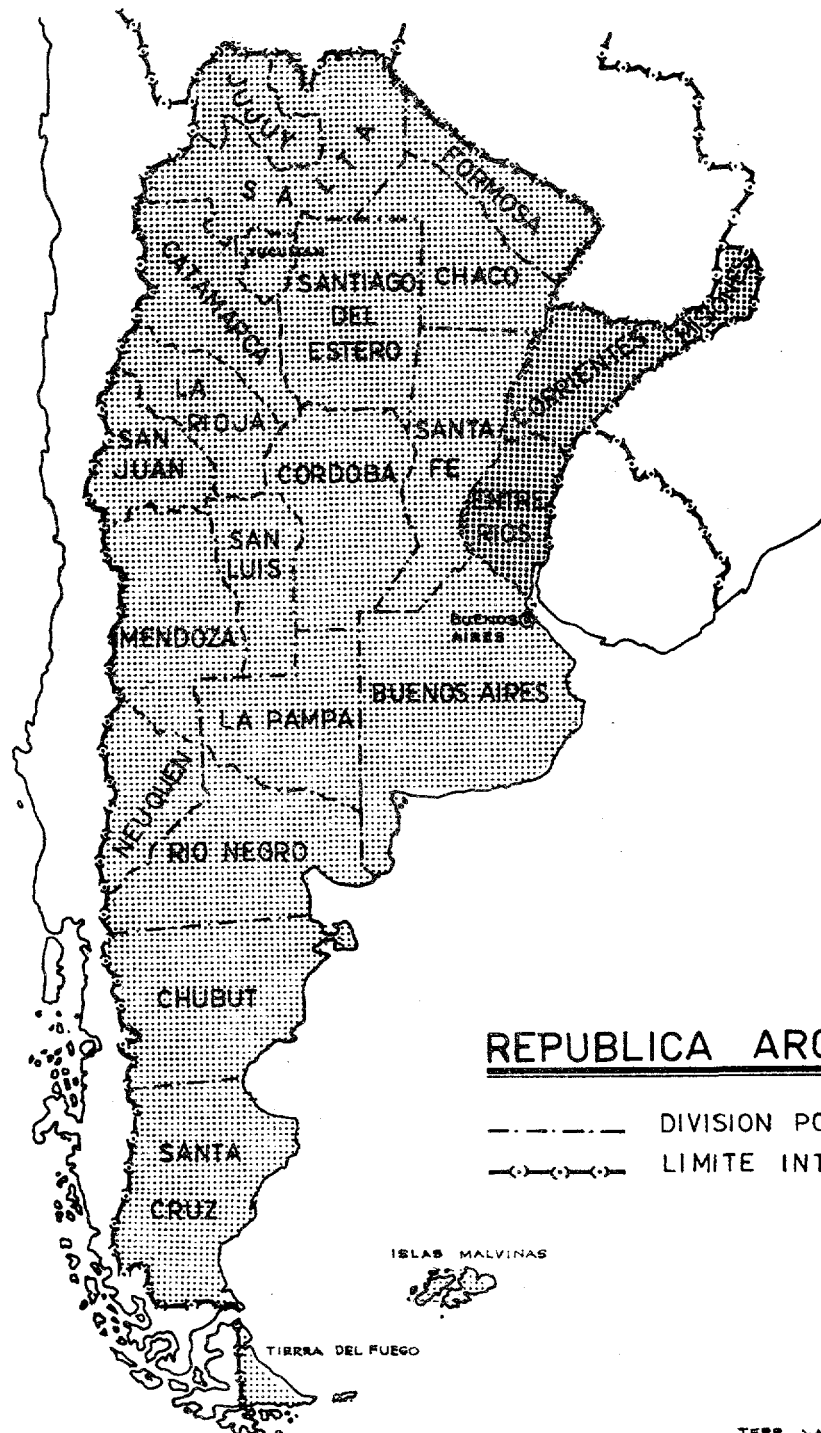 JUJUY
SALTA
FORMOSA
TUCUMAN
CATAMARCA
SANTIAGO
DEL
ESTERO
CHACO
MISIONES
CORRIENTES
LA
RIOJA
SAN
JUAN
SANTA
FE
CORDOBA
ENTRE
RIOS
SAN
LUIS
MENDOZA
BUENOS
AIRES
BUENOS AIRES
LA PAMPA
NEUQUEN
RIO NEGRO
CHUBUT
REPUBLICA ARG
DIVISION PO
LIMITE INT
SANTA
CRUZ
ISLAS MALVINAS
TIERRA DEL FUEGO